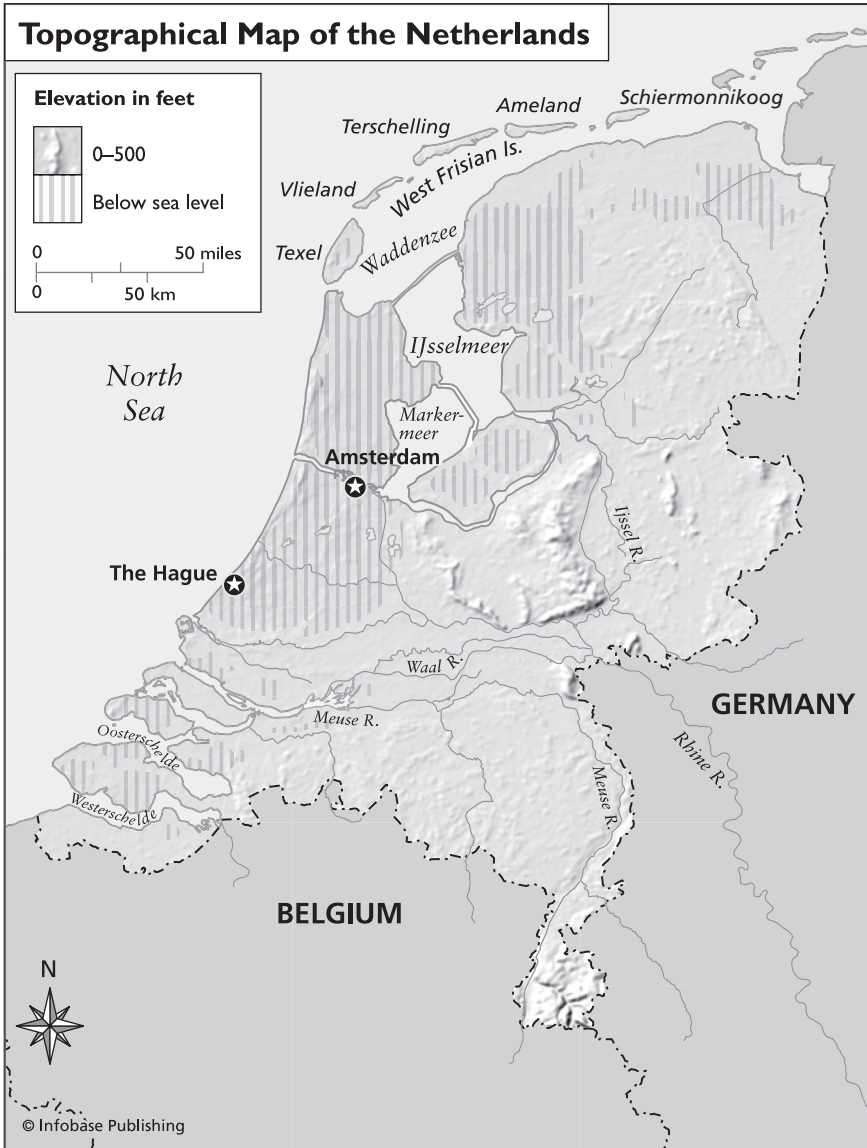 Topographical Map of the Netherlands
Elevation in feet
0–500
Below sea level
0 50 miles
0 50 km
Schiermonnikoog
Ameland
Terschelling
West Frisian Is.
Vlieland
Texel
Waddenzee
IJsselmeer
North
Sea
Marker-
meer
Amsterdam
Ijssel R.
The Hague
Waal R.
GERMANY
Meuse R.
Oosterschelde
Rhine R.
Meuse R.
Westerschelde
BELGIUM
N
© Infobase Publishing